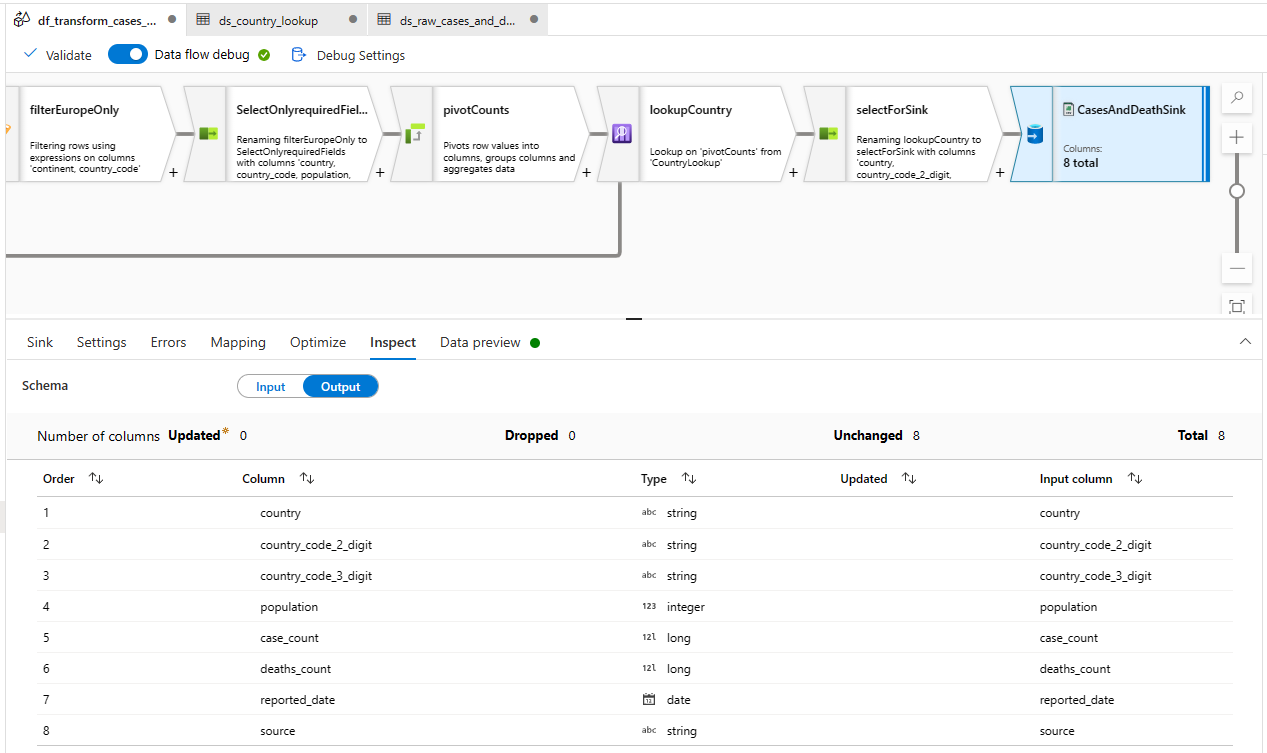 df_transform_cases_...
ds_country_lookup
ds_raw_cases_and_d...
Validate
Data flow debug
Debug Settings
filterEuropeOnly
Filtering rows using
expressions on columns
'continent, country_code'
+
SelectOnlyrequiredFiel...
Renaming filterEuropeOnly to
SelectOnlyrequiredFields
with columns 'country,
country_code, population,
+
pivotCounts
Pivots row values into
columns, groups columns and
aggregates data
+
lookupCountry
Lookup on 'pivotCounts' from
'CountryLookup'
+
selectForSink
Renaming lookupCountry to
selectForSink with columns
'country,
country_code_2_digit,
+
CasesAndDeathSink
Columns:
8 total
Sink Settings Errors Mapping Optimize Inspect Data preview
Schema Input Output
Number of columns Updated* 0 Dropped 0 Unchanged 8 Total 8
Order Column Type Updated Input column
1 country abc string country
2 country_code_2_digit abc string country_code_2_digit
3 country_code_3_digit abc string country_code_3_digit
4 population 123 integer population
5 case_count 12l long case_count
6 deaths_count 12l long deaths_count
7 reported_date date reported_date
8 source abc string source